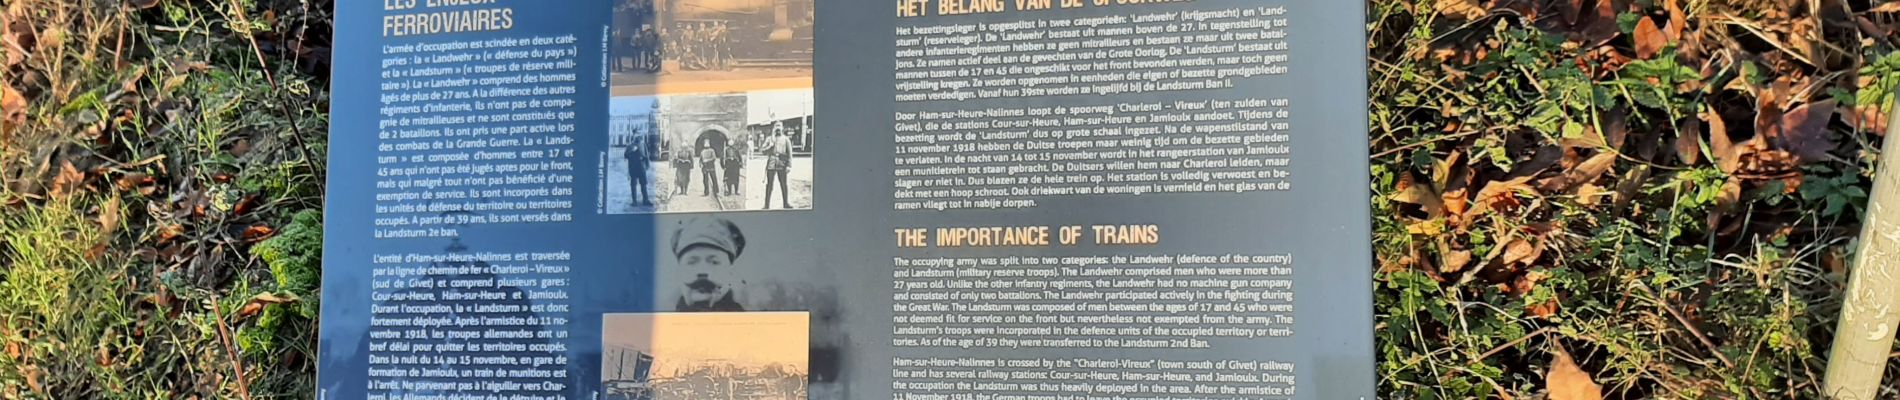 LES ENJEUX
FERROVIAIRES
L'armée d'occupation est scindée en deux caté-
gories : la « Landwehr » (« défense du pays »)
et la « Landsturm » (« troupes de réserve mili-
taire »). La « Landwehr » comprend des hommes
âgés de plus de 27 ans. A la différence des autres
régiments d'infanterie, ils n'ont pas de compa-
gnie de mitrailleuses et ne sont constitués que
de 2 bataillons. Ils ont pris une part active lors
des combats de la Grande Guerre. La « Lands-
turm » est composée d'hommes entre 17 et
45 ans qui n'ont pas été jugés aptes pour le front,
mais qui malgré tout n'ont pas bénéficié d'une
exemption de service. Ils sont incorporés dans
les unités de défense du territoire ou territoires
occupés. A partir de 39 ans, ils sont versés dans
la Landsturm 2e ban.
L'entité d'Ham-sur-Heure-Nalinnes est traversée
par la ligne de chemin de fer « Charleroi – Vireux »
(sud de Givet) et comprend plusieurs gares :
Cour-sur-Heure, Ham-sur-Heure et Jamioulx.
Durant l'occupation, la « Landsturm » est donc
fortement déployée. Après l'armistice du 11 no-
vembre 1918, les troupes allemandes ont un
bref délai pour quitter les territoires occupés.
Dans la nuit du 14 au 15 novembre, en gare de
formation de Jamioulx, un train de munitions est
à l'arrêt. Ne parvenant pas à l'aiguiller vers Char-
leroi, les Allemands décident de le détruire et le
© Collection J.M Barny
© Collection J.M Barny
HET BELANG VAN DE
Het bezettingsleger is opgesplitst in twee categorieën: 'Landwehr' (krijgsmacht) en 'Land-
sturm' (reserveleger). De 'Landwehr' bestaat uit mannen boven de 27. In tegenstelling tot
andere infanterieregimenten hebben ze geen mitrailleurs en bestaan ze maar uit twee batal-
jons. Ze namen actief deel aan de gevechten van de Grote Oorlog. De 'Landsturm' bestaat uit
mannen tussen de 17 en 45 die ongeschikt voor het front bevonden werden, maar toch geen
vrijstelling kregen. Ze worden opgenomen in eenheden die eigen of bezette grondgebieden
moeten verdedigen. Vanaf hun 39ste worden ze ingelijfd bij de Landsturm Ban II.
Door Ham-sur-Heure-Nalinnes loopt de spoorweg 'Charleroi – Vireux' (ten zuiden van
Givet), die de stations Cour-sur-Heure, Ham-sur-Heure en Jamioulx aandoet. Tijdens de
bezetting wordt de 'Landsturm' dus op grote schaal ingezet. Na de wapenstilstand van
11 november 1918 hebben de Duitse troepen maar weinig tijd om de bezette gebieden
te verlaten. In de nacht van 14 tot 15 november wordt in het rangeerstation van Jamioulx
een munitietrein tot staan gebracht. De Duitsers willen hem naar Charleroi leiden, maar
slagen er niet in. Dus blazen ze de hele trein op. Het station is volledig verwoest en be-
dekt met een hoop schroot. Ook driekwart van de woningen is vernield en het glas van de
ramen vliegt tot in nabije dorpen.
THE IMPORTANCE OF TRAINS
The occupying army was split into two categories: the Landwehr (defence of the country)
and Landsturm (military reserve troops). The Landwehr comprised men who were more than
27 years old. Unlike the other infantry regiments, the Landwehr had no machine gun company
and consisted of only two battalions. The Landwehr participated actively in the fighting during
the Great War. The Landsturm was composed of men between the ages of 17 and 45 who were
not deemed fit for service on the front but nevertheless not exempted from the army. The
Landsturm's troops were incorporated in the defence units of the occupied territory or terri-
tories. As of the age of 39 they were transferred to the Landsturm 2nd Ban.
Ham-sur-Heure-Nalinnes is crossed by the "Charleroi-Vireux" (town south of Givet) railway
line and has several railway stations: Cour-sur-Heure, Ham-sur-Heure, and Jamioulx. During
the occupation the Landsturm was thus heavily deployed in the area. After the armistice of
11 November 1918, the German troops had to leave the occupied territories